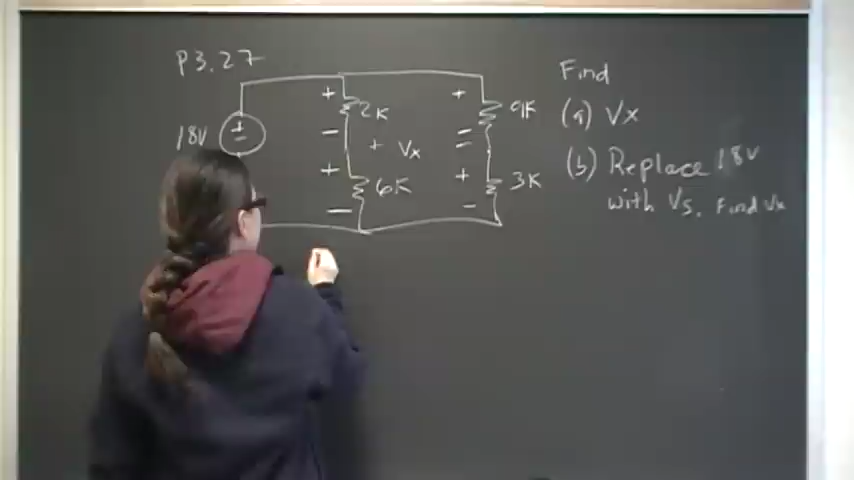 P3.27
Find
+ 2K + 9K
(a) Vx
18V + - - =
+ Vx
(b) Replace 18V
+ 6K + 3K
with Vs. Find Vx
- -